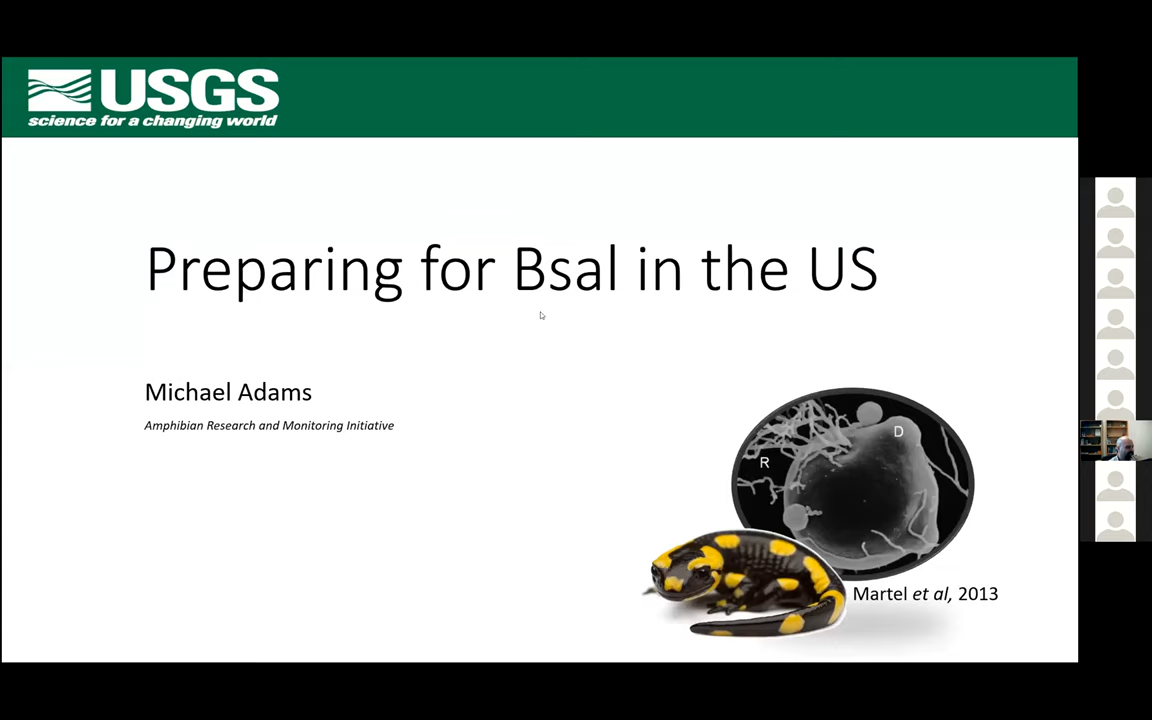 USGS
science for a changing world
Preparing for Bsal in the US
Michael Adams
Amphibian Research and Monitoring Initiative
R
D
Martel et al, 2013